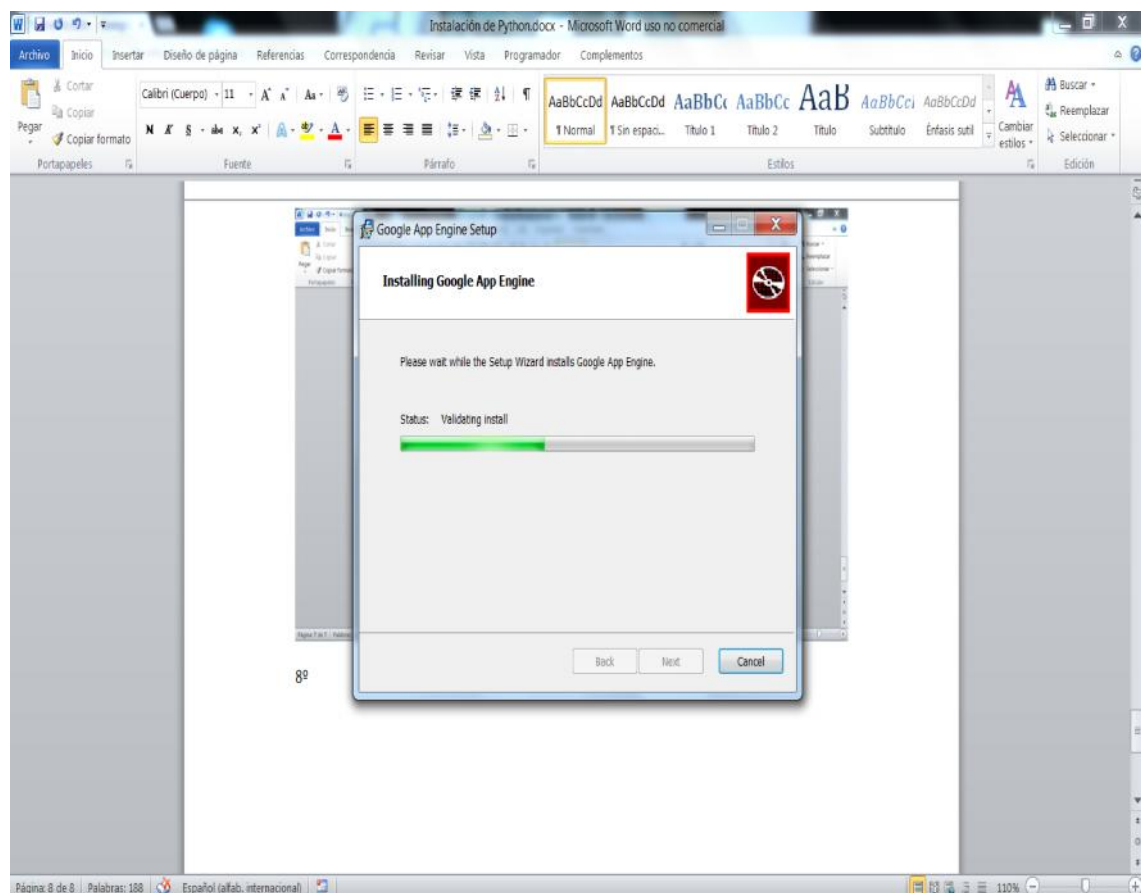 Instalación de Python.docx - Microsoft Word uso no comercial
Archivo Inicio Insertar Diseño de página Referencias Correspondencia Revisar Vista Programador Complementos
Pegar
Cortar
Copiar
Copiar formato
Portapapeles
Calibri (Cuerpo) 11
N K S abc x, x²
Fuente
Párrafo
AaBbCcDd AaBbCcDd AaBbCc AaBbCc AaB AaBbCci AaBbCcDd
¶ Normal ¶ Sin espaci... Título 1 Título 2 Título Subtítulo Énfasis sutil
Cambiar estilos
Estilos
Buscar
Reemplazar
Seleccionar
Edición
Google App Engine Setup
Installing Google App Engine
Please wait while the Setup Wizard installs Google App Engine.
Status: Validating install
Back Next Cancel
8º
Página: 8 de 8 Palabras: 188 Español (alfab. internacional) 110%